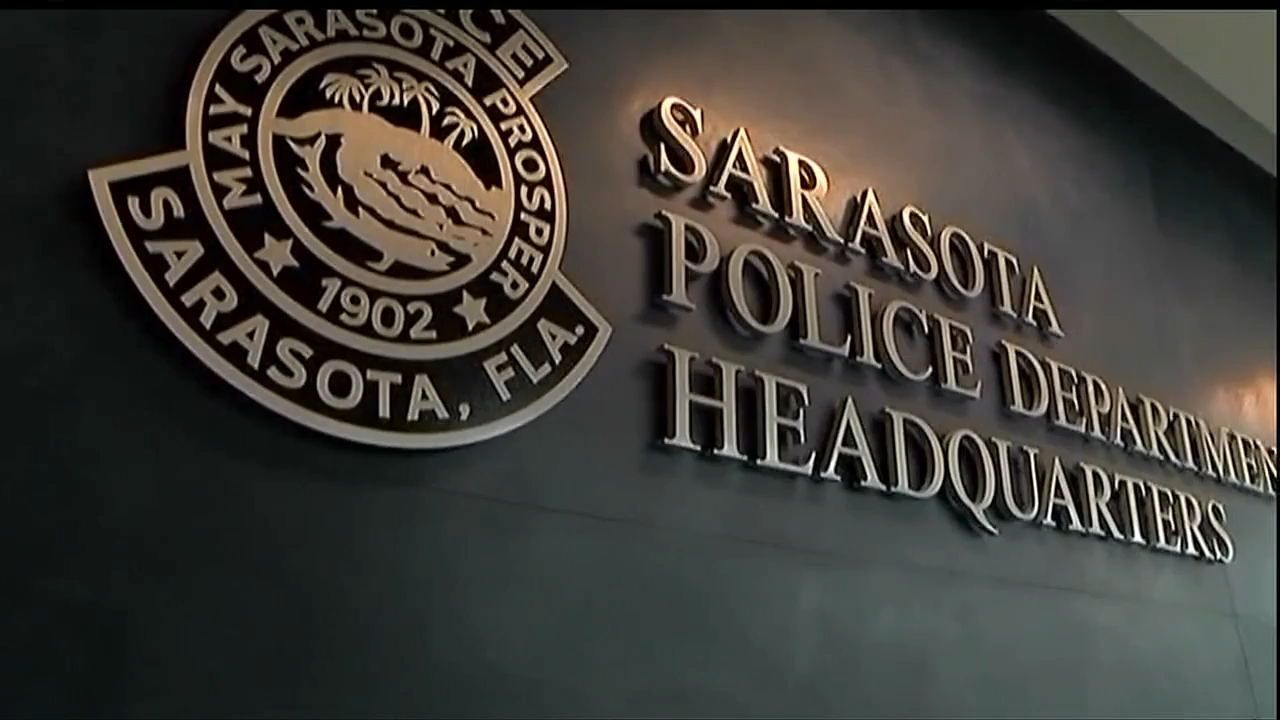 MAY SARASOTA PROSPER
1902
SARASOTA, FLA.
SARASOTA
POLICE DEPARTMEN
HEADQUARTERS